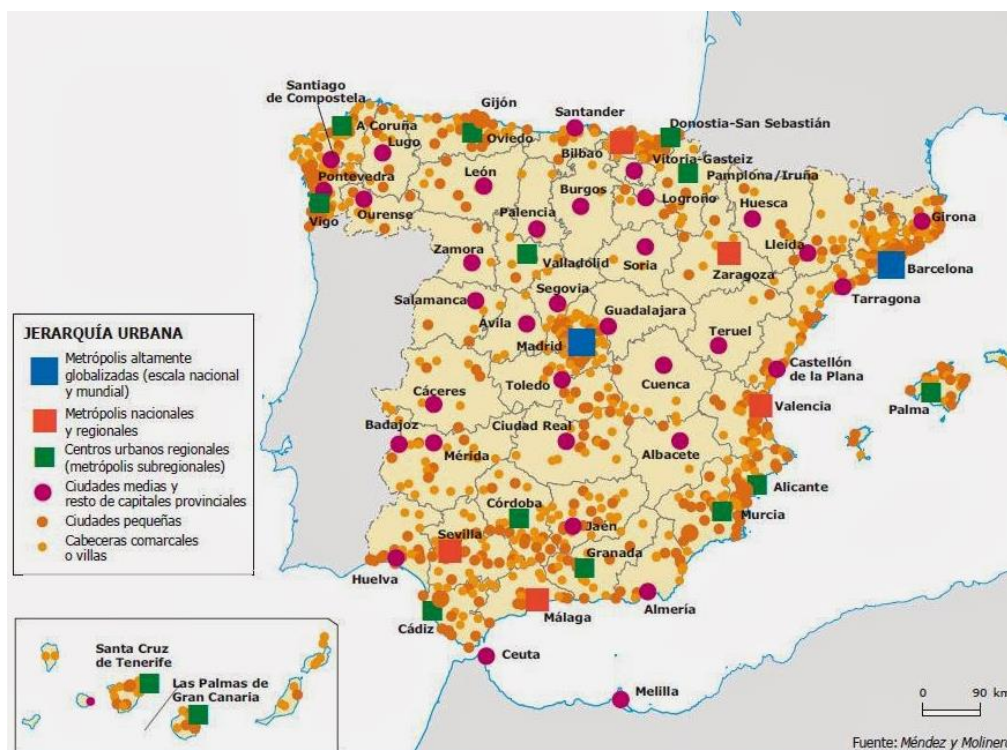 Santiago
de Compostela
A Coruña
Lugo
Gijón
Oviedo
Santander
Bilbao
Donostia-San Sebastián
Vitoria-Gasteiz
Pamplona/Iruña
Pontevedra
Vigo
Ourense
León
Burgos
Logroño
Huesca
Girona
Palencia
Zamora
Valladolid
Soria
Zaragoza
Lleida
Barcelona
Tarragona
Salamanca
Segovia
Ávila
Guadalajara
Madrid
Teruel
Toledo
Cuenca
Castellón
de la Plana
Cáceres
Valencia
Palma
Badajoz
Mérida
Ciudad Real
Albacete
Alicante
Murcia
Córdoba
Jaén
Sevilla
Granada
Huelva
Almería
Málaga
Cádiz
Ceuta
Melilla
JERARQUÍA URBANA
Metrópolis altamente
globalizadas (escala nacional
y mundial)
Metrópolis nacionales
y regionales
Centros urbanos regionales
(metrópolis subregionales)
Ciudades medias y
resto de capitales provinciales
Ciudades pequeñas
Cabeceras comarcales
o villas
Santa Cruz
de Tenerife
Las Palmas de
Gran Canaria
0 90 km
Fuente: Méndez y Moliner